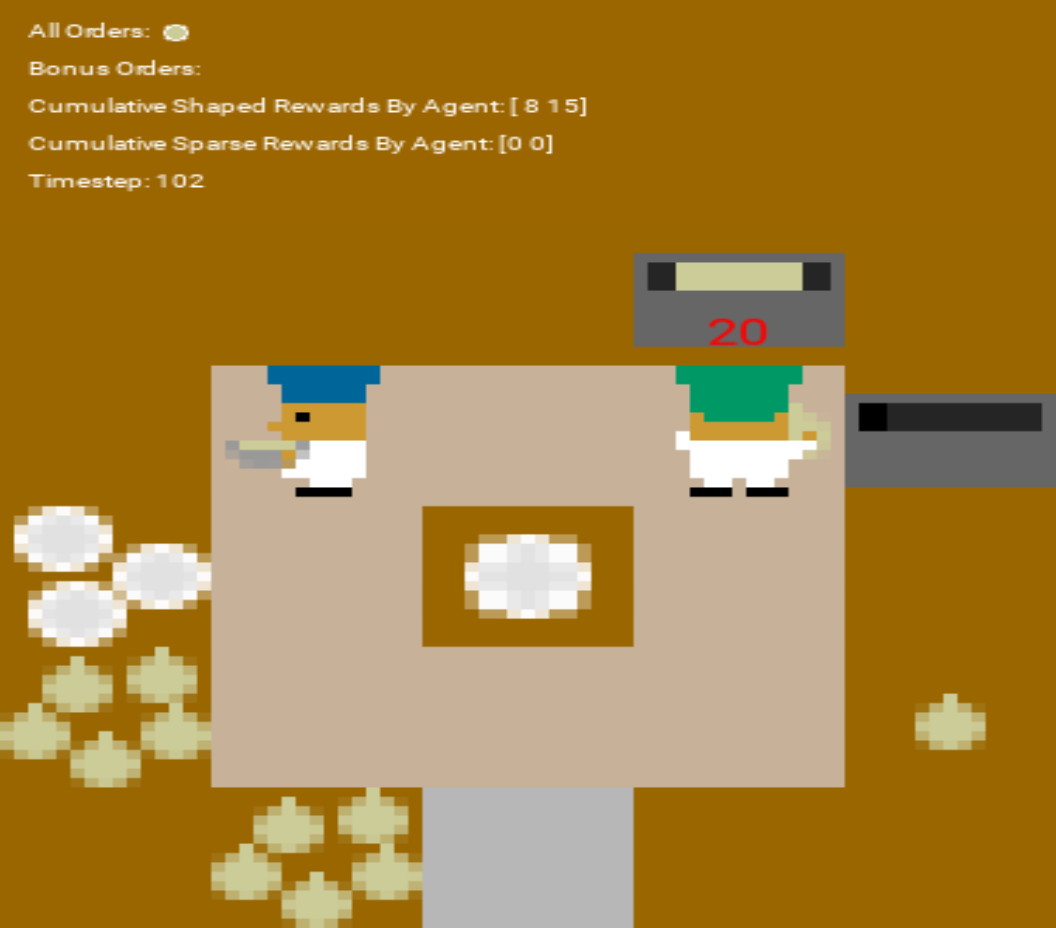 All Orders:
Bonus Orders:
Cumulative Shaped Rewards By Agent: [ 8 15]
Cumulative Sparse Rewards By Agent: [0 0]
Timestep: 102
20